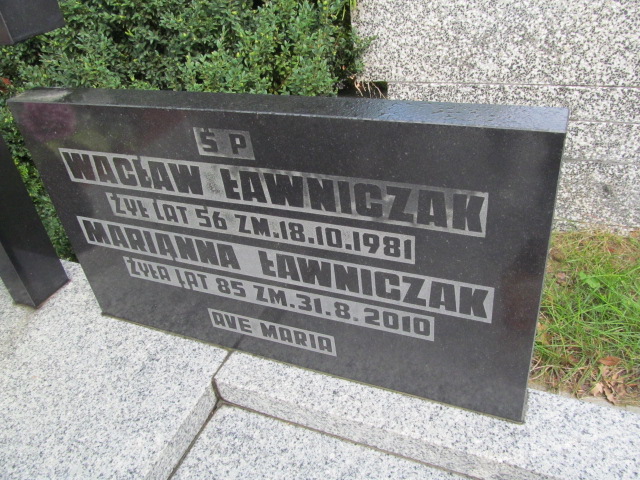 Ś P
WACŁAW ŁAWNICZAK
ŻYŁ LAT 56 ZM.18.10.1981
MARIANNA ŁAWNICZAK
ŻYŁA LAT 85 ZM.31.8.2010
AVE MARIA